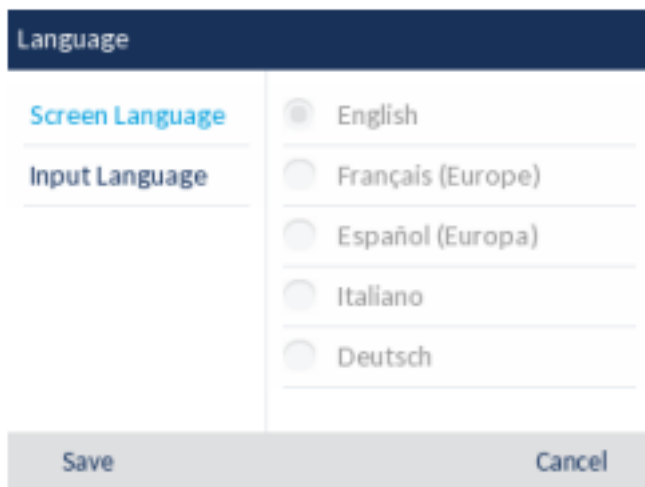 Language
Screen Language
Input Language
English
Français (Europe)
Español (Europa)
Italiano
Deutsch
Save
Cancel